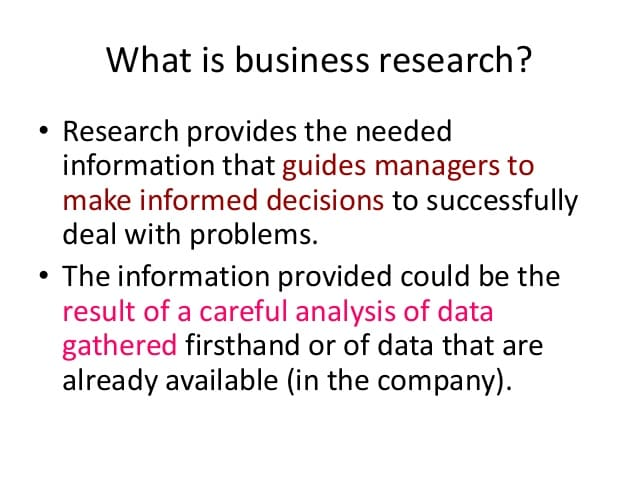 What is business research?
• Research provides the needed
information that guides managers to
make informed decisions to successfully
deal with problems.
• The information provided could be the
result of a careful analysis of data
gathered firsthand or of data that are
already available (in the company).